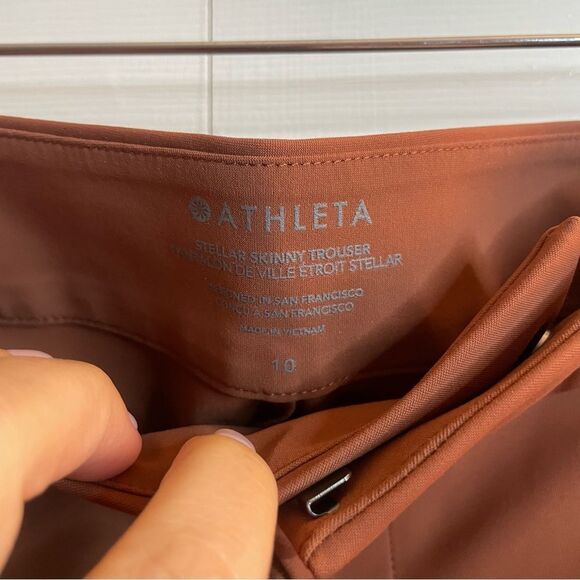 ATHLETA
STELLAR SKINNY TROUSER
PANTALON DE VILLE ÉTROIT STELLAR
DESIGNED IN SAN FRANCISCO
CONÇU A SAN FRANCISCO
MADE IN VIETNAM
10